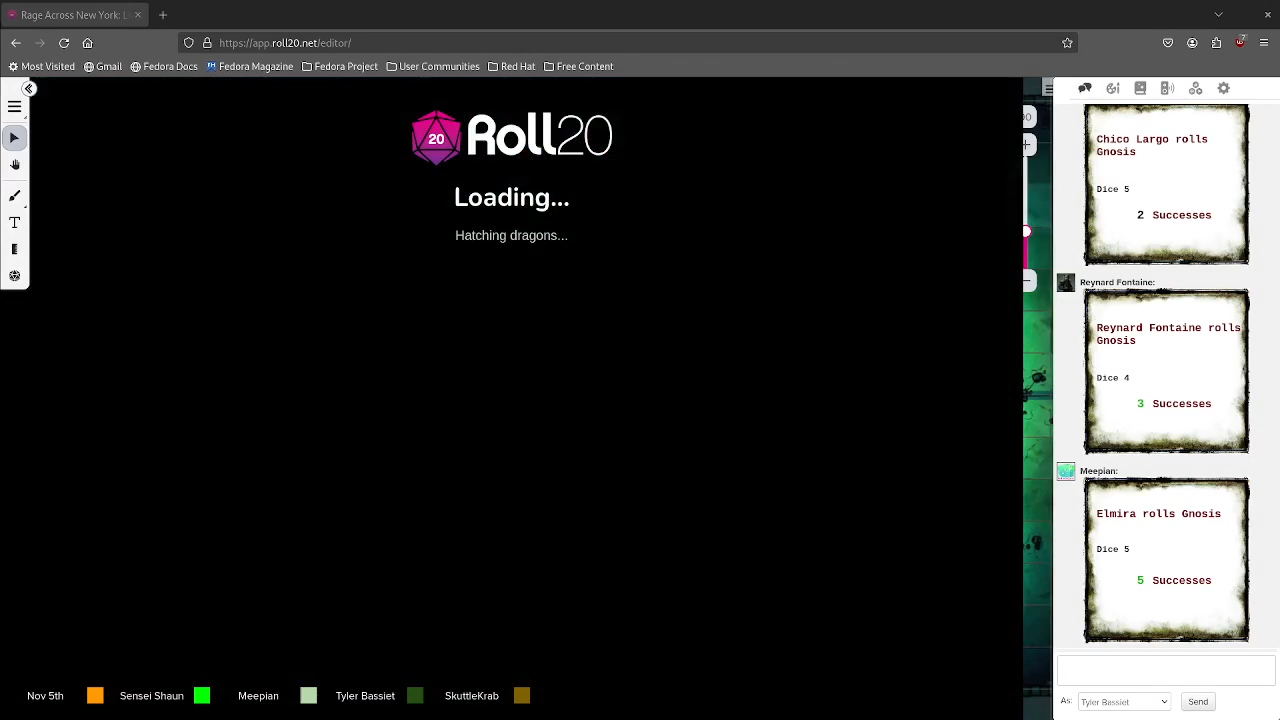 Rage Across New York: L
7
https://app.roll20.net/editor/
Most Visited
Gmail
Fedora Docs
Fedora Magazine
Fedora Project
User Communities
Red Hat
Free Content
20
Roll20
Loading...
Hatching dragons...
Chico Largo rolls
Gnosis
Dice 5
2 Successes
Reynard Fontaine:
Reynard Fontaine rolls
Gnosis
Dice 4
3 Successes
Meepian:
Elmira rolls Gnosis
Dice 5
5 Successes
Nov 5th
Sensei Shaun
Meepian
Tyler Bassiet
SkuttleKrab
As:
Tyler Bassiet
Send